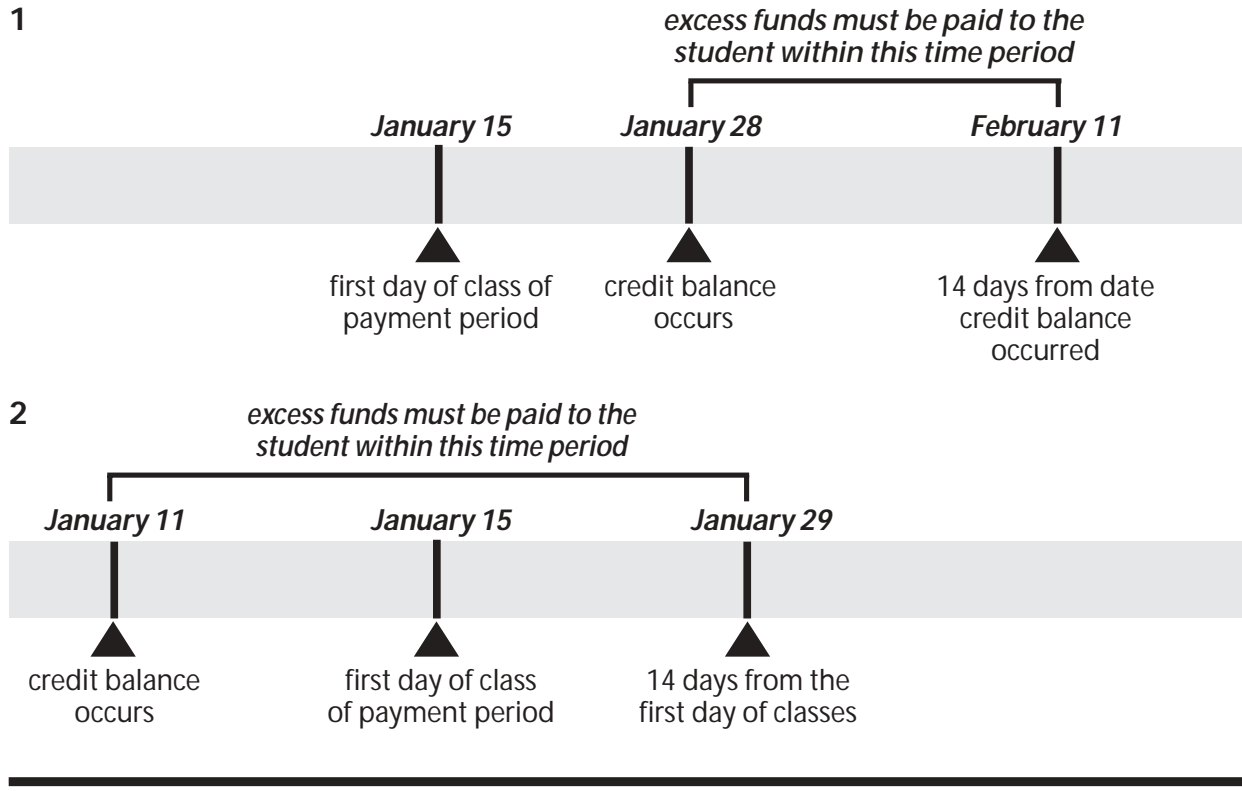 1
excess funds must be paid to the
student within this time period
January 15
January 28
February 11
first day of class of
payment period
credit balance
occurs
14 days from date
credit balance
occurred
2
excess funds must be paid to the
student within this time period
January 11
January 15
January 29
credit balance
occurs
first day of class
of payment period
14 days from the
first day of classes